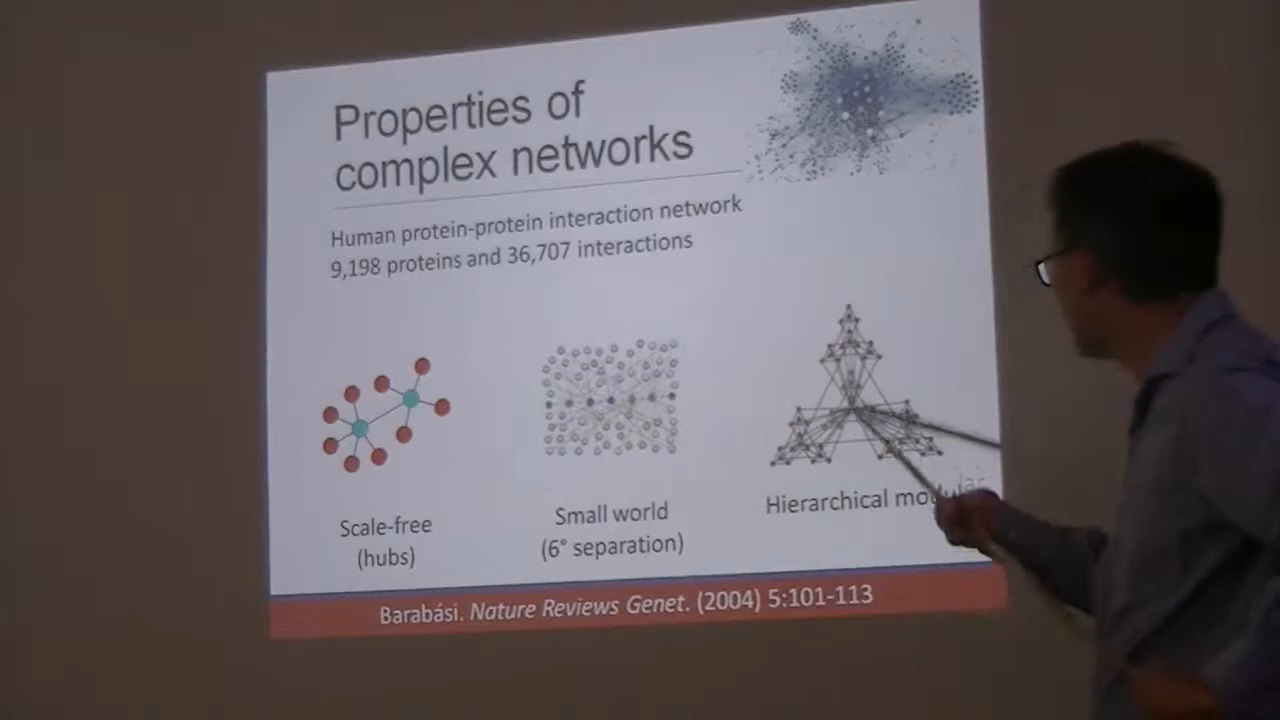 Properties of
complex networks
Human protein-protein interaction network
9,198 proteins and 36,707 interactions
Scale-free
(hubs)
Small world
(6° separation)
Hierarchical
Barabási. Nature Reviews Genet. (2004) 5:101-113